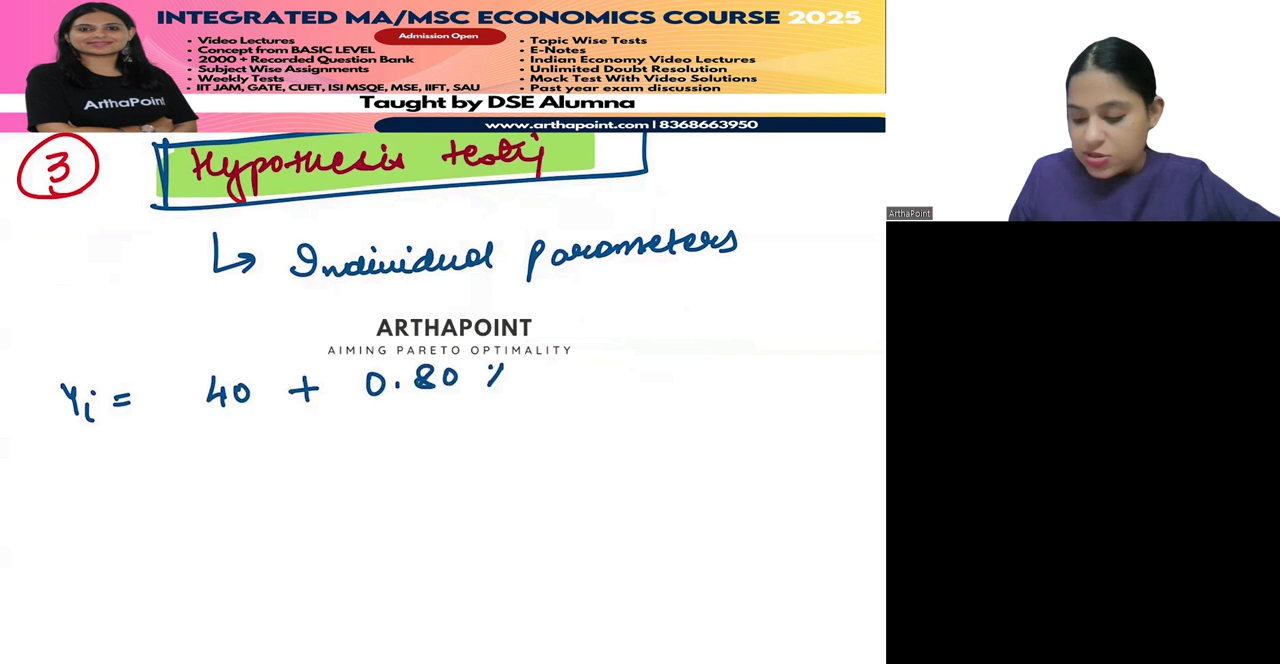 INTEGRATED MA/MSC ECONOMICS COURSE 2025
Admission Open
• Video Lectures
• Concept from BASIC LEVEL
• 2000 + Recorded Question Bank
• Subject Wise Assignments
• Weekly Tests
• IIT JAM, GATE, CUET, ISI MSQE, MSE, IIFT, SAU
• Topic Wise Tests
• E-Notes
• Indian Economy Video Lectures
• Unlimited Doubt Resolution
• Mock Test With Video Solutions
• Past year exam discussion
ArthaPoint
Taught by DSE Alumna
www.arthapoint.com | 8368663950
3
Hypothesis
↳ Individual parameters
ARTHAPOINT
AIMING PARETO OPTIMALITY
Yi = 40 + 0.80
ArthaPoint